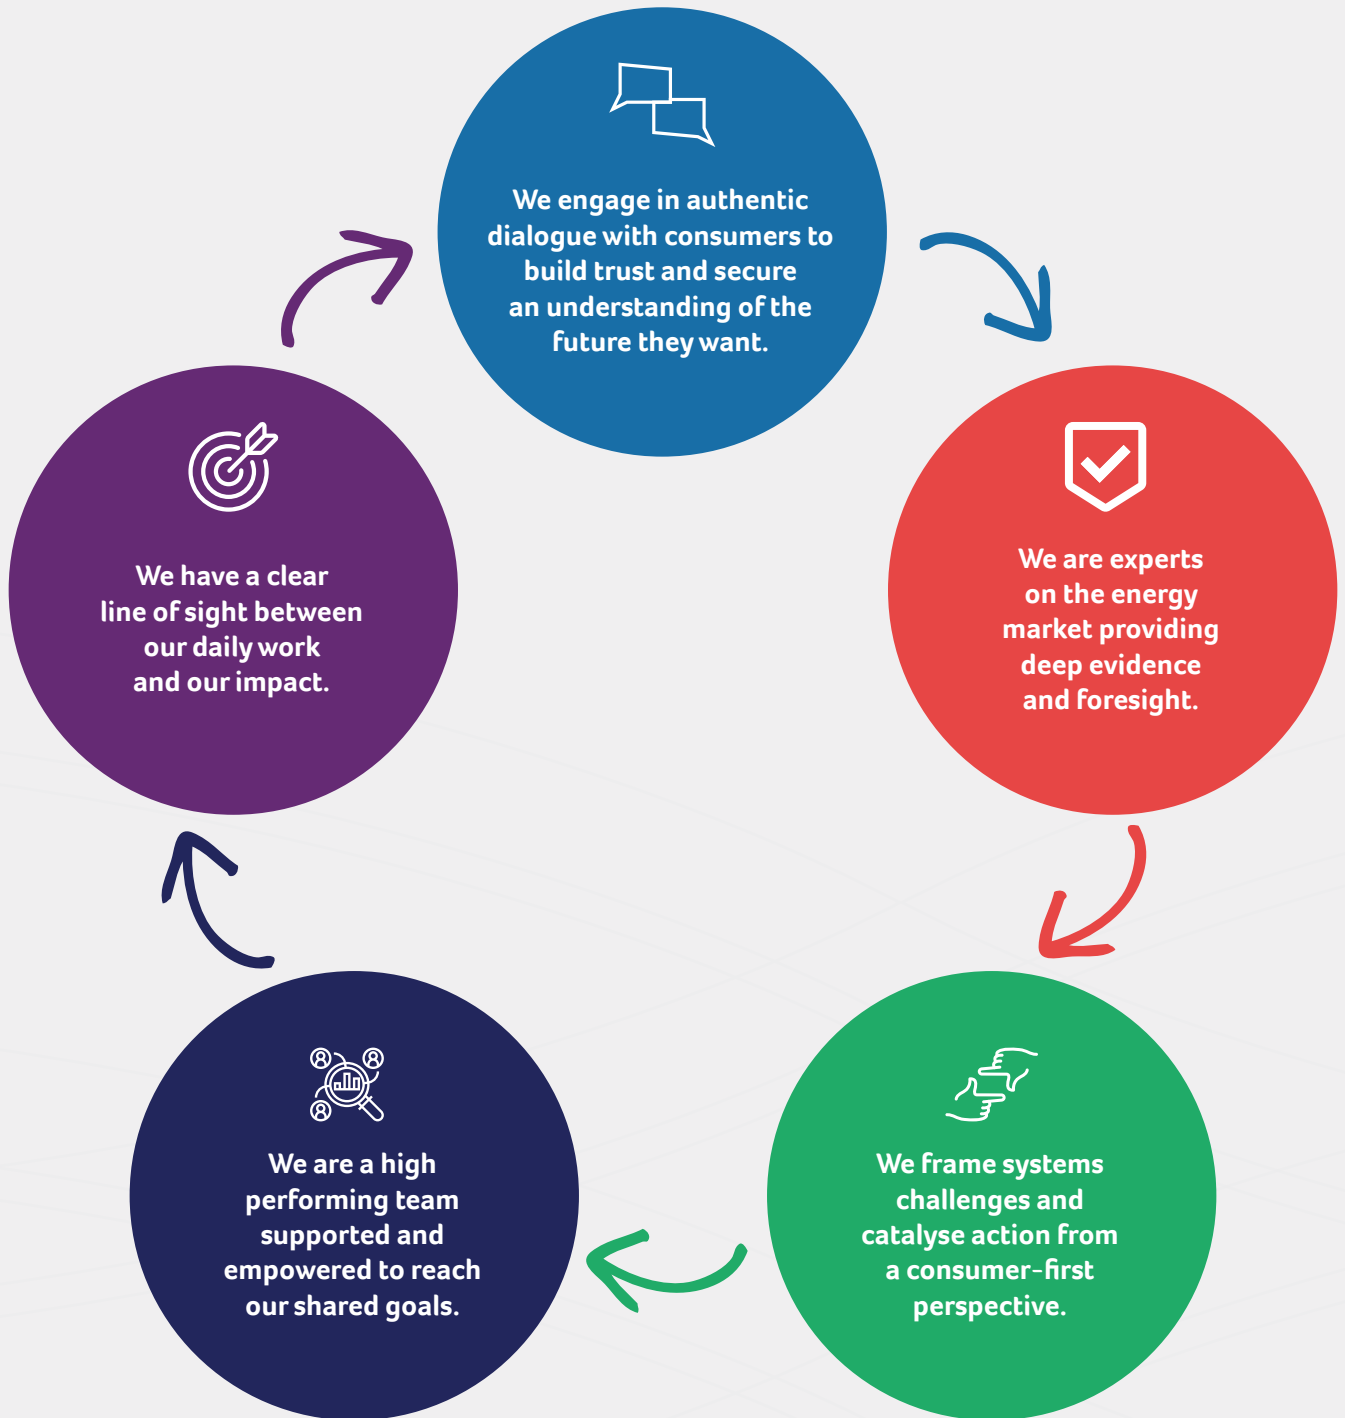 We engage in authentic
dialogue with consumers to
build trust and secure
an understanding of the
future they want.
We are experts
on the energy
market providing
deep evidence
and foresight.
We frame systems
challenges and
catalyse action from
a consumer-first
perspective.
We are a high
performing team
supported and
empowered to reach
our shared goals.
We have a clear
line of sight between
our daily work
and our impact.